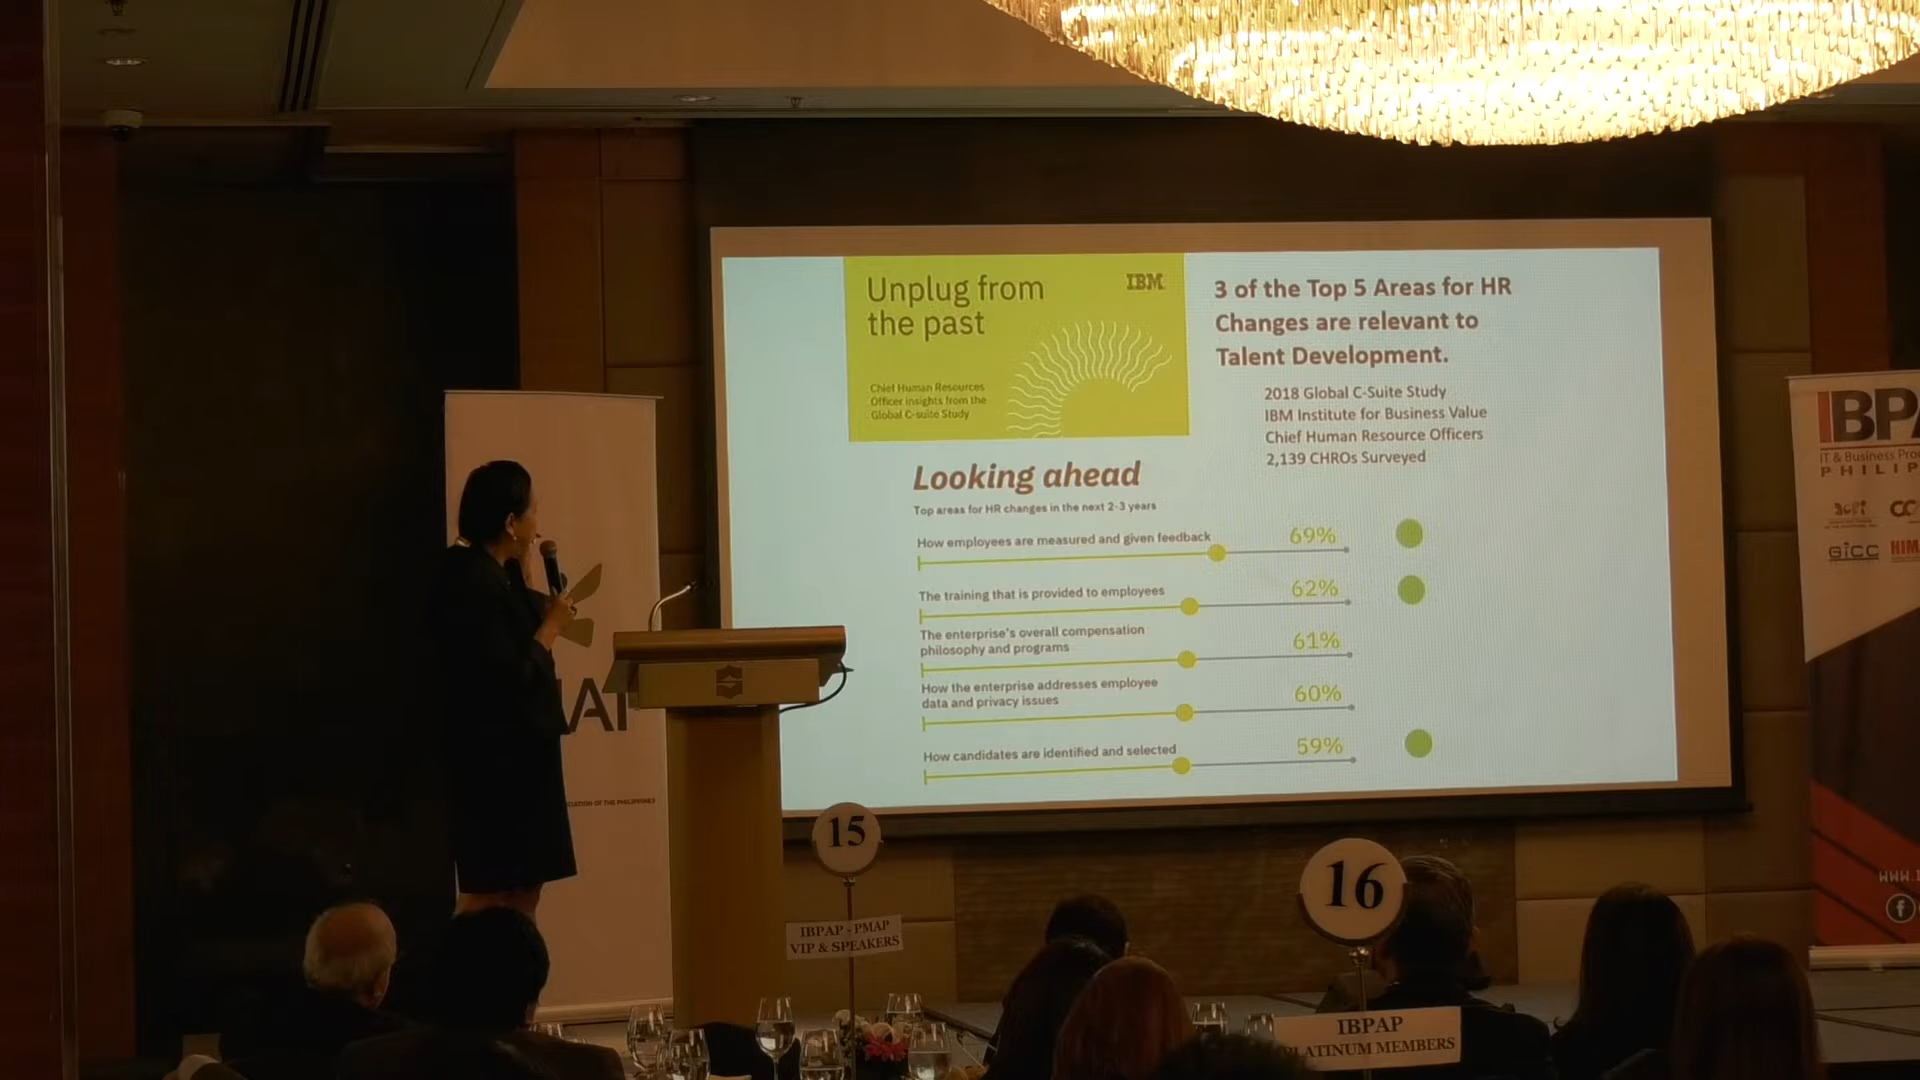 Unplug from
the past
IBM
Chief Human Resources
Officer insights from the
Global C-suite Study
3 of the Top 5 Areas for HR
Changes are relevant to
Talent Development.
2018 Global C-Suite Study
IBM Institute for Business Value
Chief Human Resource Officers
2,139 CHROs Surveyed
Looking ahead
Top areas for HR changes in the next 2-3 years
How employees are measured and given feedback 69%
The training that is provided to employees 62%
The enterprise's overall compensation
philosophy and programs 61%
How the enterprise addresses employee
data and privacy issues 60%
How candidates are identified and selected 59%
OF THE PHILIPPINES
IBPA
IT & Business Pro
PHILIP
GiCC HIM
WWW.
f
15
IBPAP - PMAP
VIP & SPEAKERS
16
IBPAP
PLATINUM MEMBERS